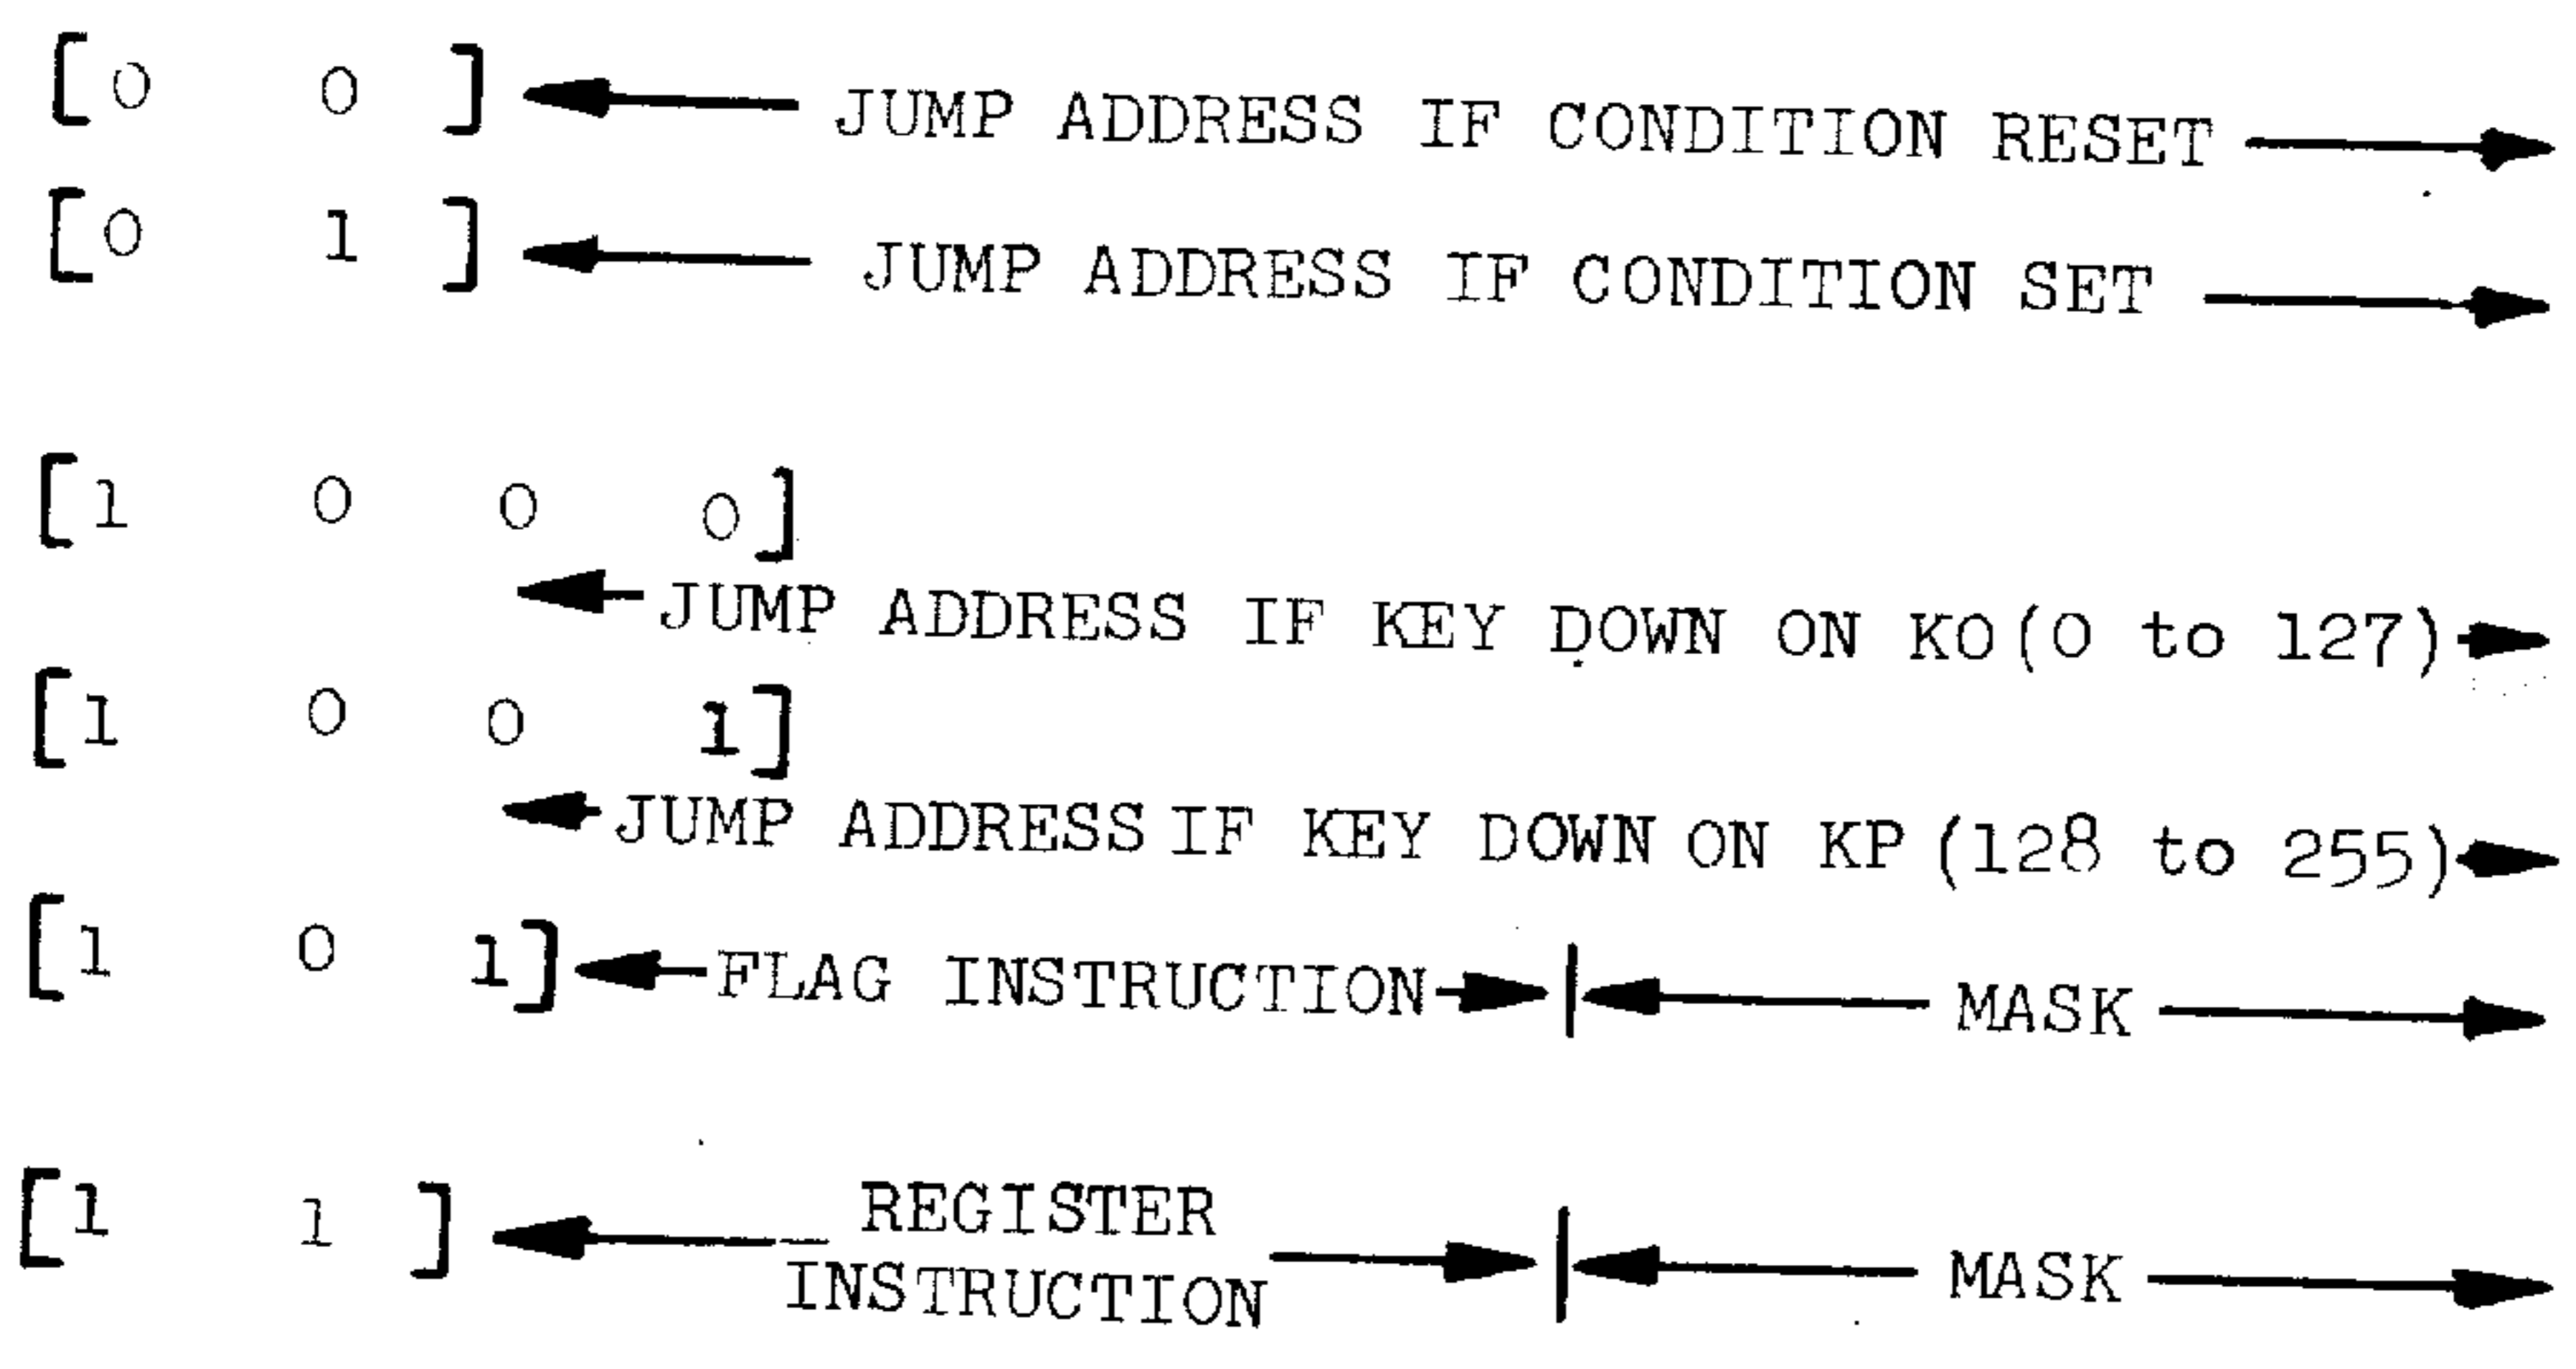 [0 0 ] JUMP ADDRESS IF CONDITION RESET
[0 1 ] JUMP ADDRESS IF CONDITION SET
[1 0 0 0]
JUMP ADDRESS IF KEY DOWN ON KO(0 to 127)
[1 0 0 1]
JUMP ADDRESS IF KEY DOWN ON KP (128 to 255)
[1 0 1] FLAG INSTRUCTION | MASK
[1 1 ] REGISTER INSTRUCTION | MASK